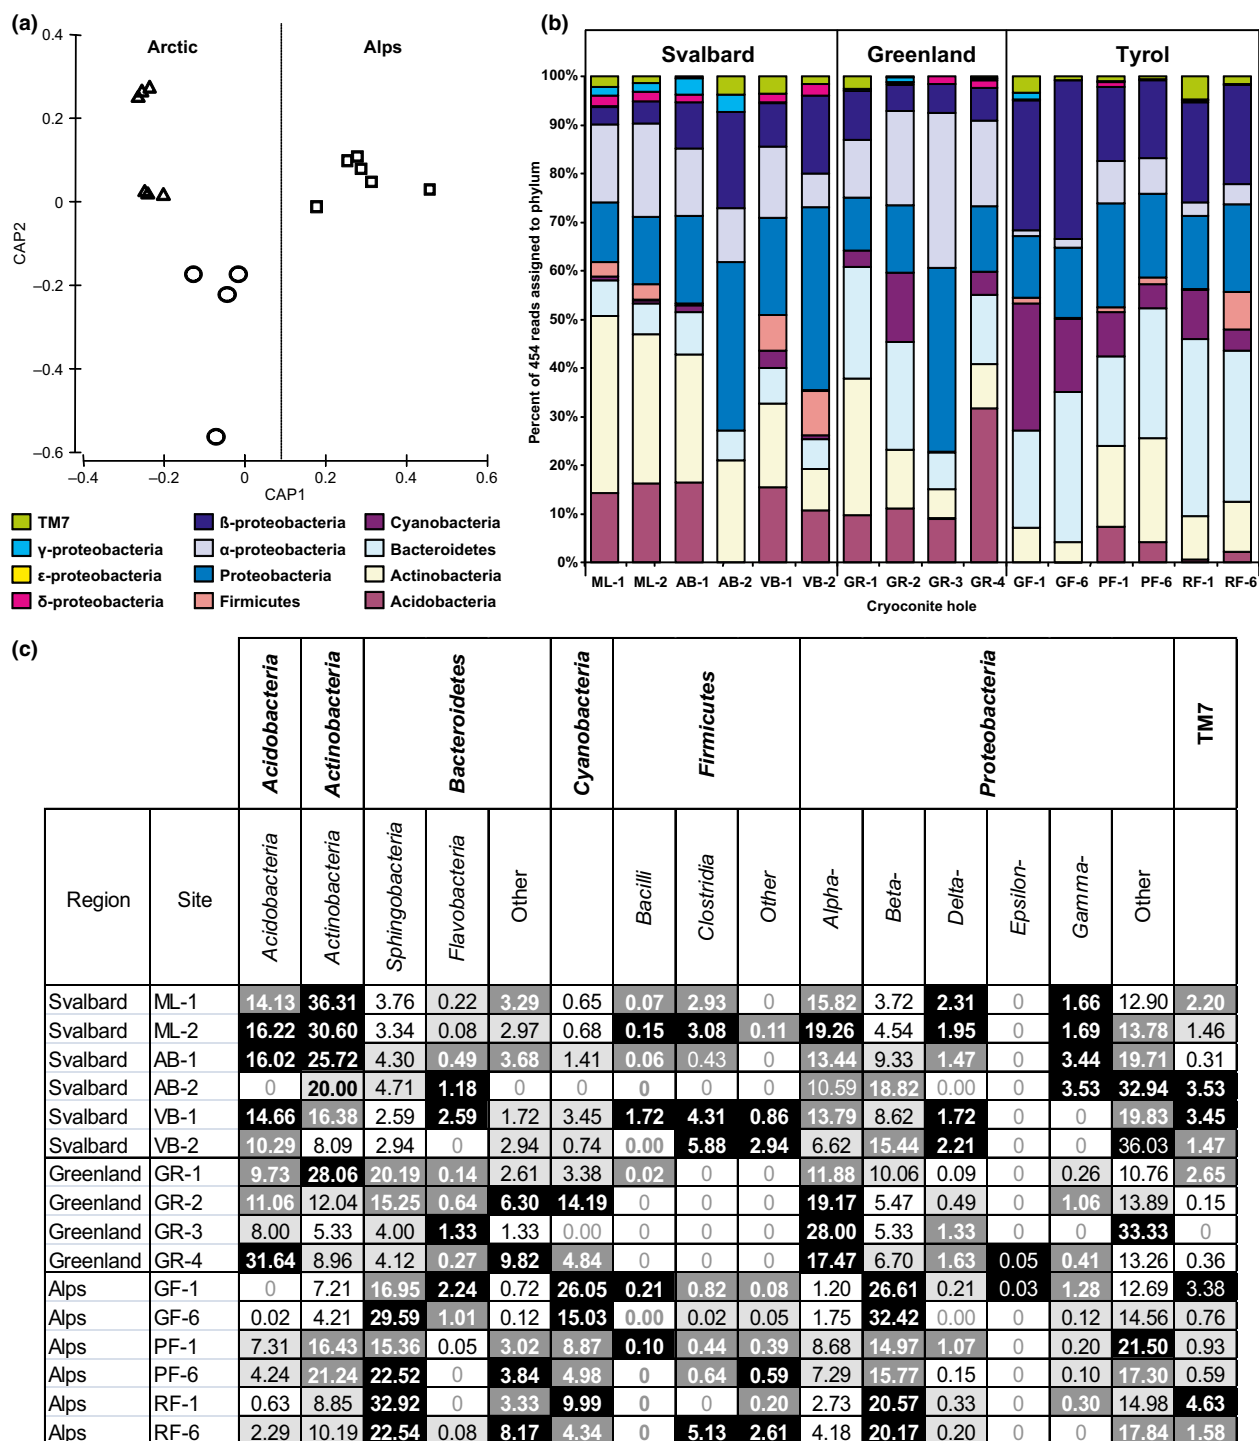 (a)
0.4
0.2
0
−0.2
−0.4
−0.6
CAP2
Arctic
Alps
−0.4
−0.2
0
0.2
0.4
0.6
CAP1
TM7
γ-proteobacteria
ε-proteobacteria
δ-proteobacteria
ß-proteobacteria
α-proteobacteria
Proteobacteria
Firmicutes
Cyanobacteria
Bacteroidetes
Actinobacteria
Acidobacteria
(b)
Svalbard
Greenland
Tyrol
100%
90%
80%
70%
60%
50%
40%
30%
20%
10%
0%
Percent of 454 reads assigned to phylum
ML-1 ML-2 AB-1 AB-2 VB-1 VB-2 GR-1 GR-2 GR-3 GR-4 GF-1 GF-6 PF-1 PF-6 RF-1 RF-6
Cryoconite hole
(c)
Acidobacteria Actinobacteria Bacteroidetes Cyanobacteria Firmicutes Proteobacteria TM7
Region Site Acidobacteria Actinobacteria Sphingobacteria Flavobacteria Other Bacilli Clostridia Other Alpha- Beta- Delta- Epsilon- Gamma- Other
Svalbard ML-1 14.13 36.31 3.76 0.22 3.29 0.65 0.07 2.93 0 15.82 3.72 2.31 0 1.66 12.90 2.20
Svalbard ML-2 16.22 30.60 3.34 0.08 2.97 0.68 0.15 3.08 0.11 19.26 4.54 1.95 0 1.69 13.78 1.46
Svalbard AB-1 16.02 25.72 4.30 0.49 3.68 1.41 0.06 0.43 0 13.44 9.33 1.47 0 3.44 19.71 0.31
Svalbard AB-2 0 20.00 4.71 1.18 0 0 0 0 0 10.59 18.82 0.00 0 3.53 32.94 3.53
Svalbard VB-1 14.66 16.38 2.59 2.59 1.72 3.45 1.72 4.31 0.86 13.79 8.62 1.72 0 0 19.83 3.45
Svalbard VB-2 10.29 8.09 2.94 0 2.94 0.74 0.00 5.88 2.94 6.62 15.44 2.21 0 0 36.03 1.47
Greenland GR-1 9.73 28.06 20.19 0.14 2.61 3.38 0.02 0 0 11.88 10.06 0.09 0 0.26 10.76 2.65
Greenland GR-2 11.06 12.04 15.25 0.64 6.30 14.19 0 0 0 19.17 5.47 0.49 0 1.06 13.89 0.15
Greenland GR-3 8.00 5.33 4.00 1.33 1.33 0.00 0 0 0 28.00 5.33 1.33 0 0 33.33 0
Greenland GR-4 31.64 8.96 4.12 0.27 9.82 4.84 0 0 0 17.47 6.70 1.63 0.05 0.41 13.26 0.36
Alps GF-1 0 7.21 16.95 2.24 0.72 26.05 0.21 0.82 0.08 1.20 26.61 0.21 0.03 1.28 12.69 3.38
Alps GF-6 0.02 4.21 29.59 1.01 0.12 15.03 0.00 0.02 0.05 1.75 32.42 0.00 0 0.12 14.56 0.76
Alps PF-1 7.31 16.43 15.36 0.05 3.02 8.87 0.10 0.44 0.39 8.68 14.97 1.07 0 0.20 21.50 0.93
Alps PF-6 4.24 21.24 22.52 0 3.84 4.98 0 0.64 0.59 7.29 15.77 0.15 0 0.10 17.30 0.59
Alps RF-1 0.63 8.85 32.92 0 3.33 9.99 0 0 0.20 2.73 20.57 0.33 0 0.30 14.98 4.63
Alps RF-6 2.29 10.19 22.54 0.08 8.17 4.34 0 5.13 2.61 4.18 20.17 0.20 0 0 17.84 1.58